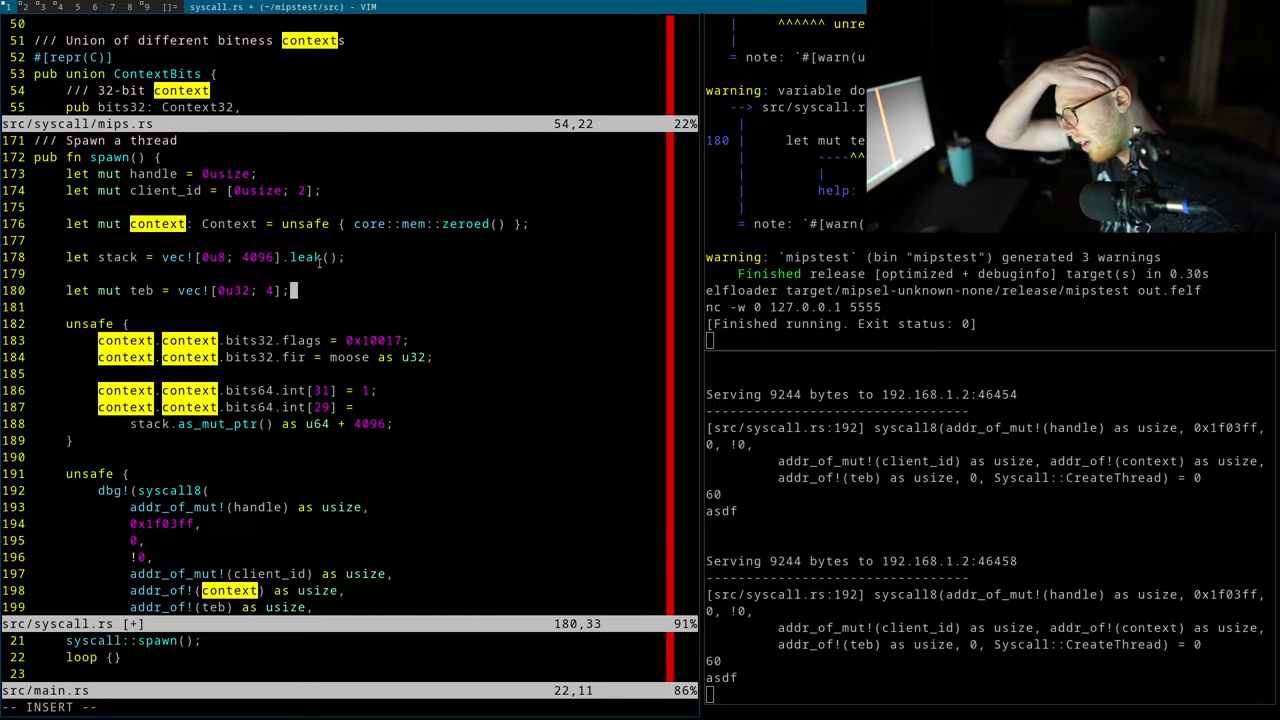 1 2 3 4 5 6 7 8 9 []= syscall.rs + (~/mipstest/src) - VIM
50
51 /// Union of different bitness contexts
52 #[repr(C)]
53 pub union ContextBits {
54     /// 32-bit context
55     pub bits32: Context32,
src/syscall/mips.rs 54,22 22%
171 /// Spawn a thread
172 pub fn spawn() {
173     let mut handle = 0usize;
174     let mut client_id = [0usize; 2];
175
176     let mut context: Context = unsafe { core::mem::zeroed() };
177
178     let stack = vec![0u8; 4096].leak();
179
180     let mut teb = vec![0u32; 4];
181
182     unsafe {
183         context.context.bits32.flags = 0x10017;
184         context.context.bits32.fir = moose as u32;
185
186         context.context.bits64.int[31] = 1;
187         context.context.bits64.int[29] =
188             stack.as_mut_ptr() as u64 + 4096;
189     }
190
191     unsafe {
192         dbg!(syscall8(
193             addr_of_mut!(handle) as usize,
194             0x1f03ff,
195             0,
196             !0,
197             addr_of_mut!(client_id) as usize,
198             addr_of!(context) as usize,
199             addr_of!(teb) as usize,
src/syscall.rs [+] 180,33 91%
21     syscall::spawn();
22     loop {}
23
src/main.rs 22,11 86%
-- INSERT --
|     ^^^^^^ unre
|
= note: `#[warn(u
warning: variable do
--> src/syscall.r
|
180 |     let mut te
|         ----^^
|         |
|         help:
|
= note: `#[warn(
warning: `mipstest` (bin "mipstest") generated 3 warnings
Finished release [optimized + debuginfo] target(s) in 0.30s
elfloader target/mipsel-unknown-none/release/mipstest out.felf
nc -w 0 127.0.0.1 5555
[Finished running. Exit status: 0]
Serving 9244 bytes to 192.168.1.2:46454
---------------------------------
[src/syscall.rs:192] syscall8(addr_of_mut!(handle) as usize, 0x1f03ff,
0, !0,
addr_of_mut!(client_id) as usize, addr_of!(context) as usize,
addr_of!(teb) as usize, 0, Syscall::CreateThread) = 0
60
asdf
Serving 9244 bytes to 192.168.1.2:46458
---------------------------------
[src/syscall.rs:192] syscall8(addr_of_mut!(handle) as usize, 0x1f03ff,
0, !0,
addr_of_mut!(client_id) as usize, addr_of!(context) as usize,
addr_of!(teb) as usize, 0, Syscall::CreateThread) = 0
60
asdf